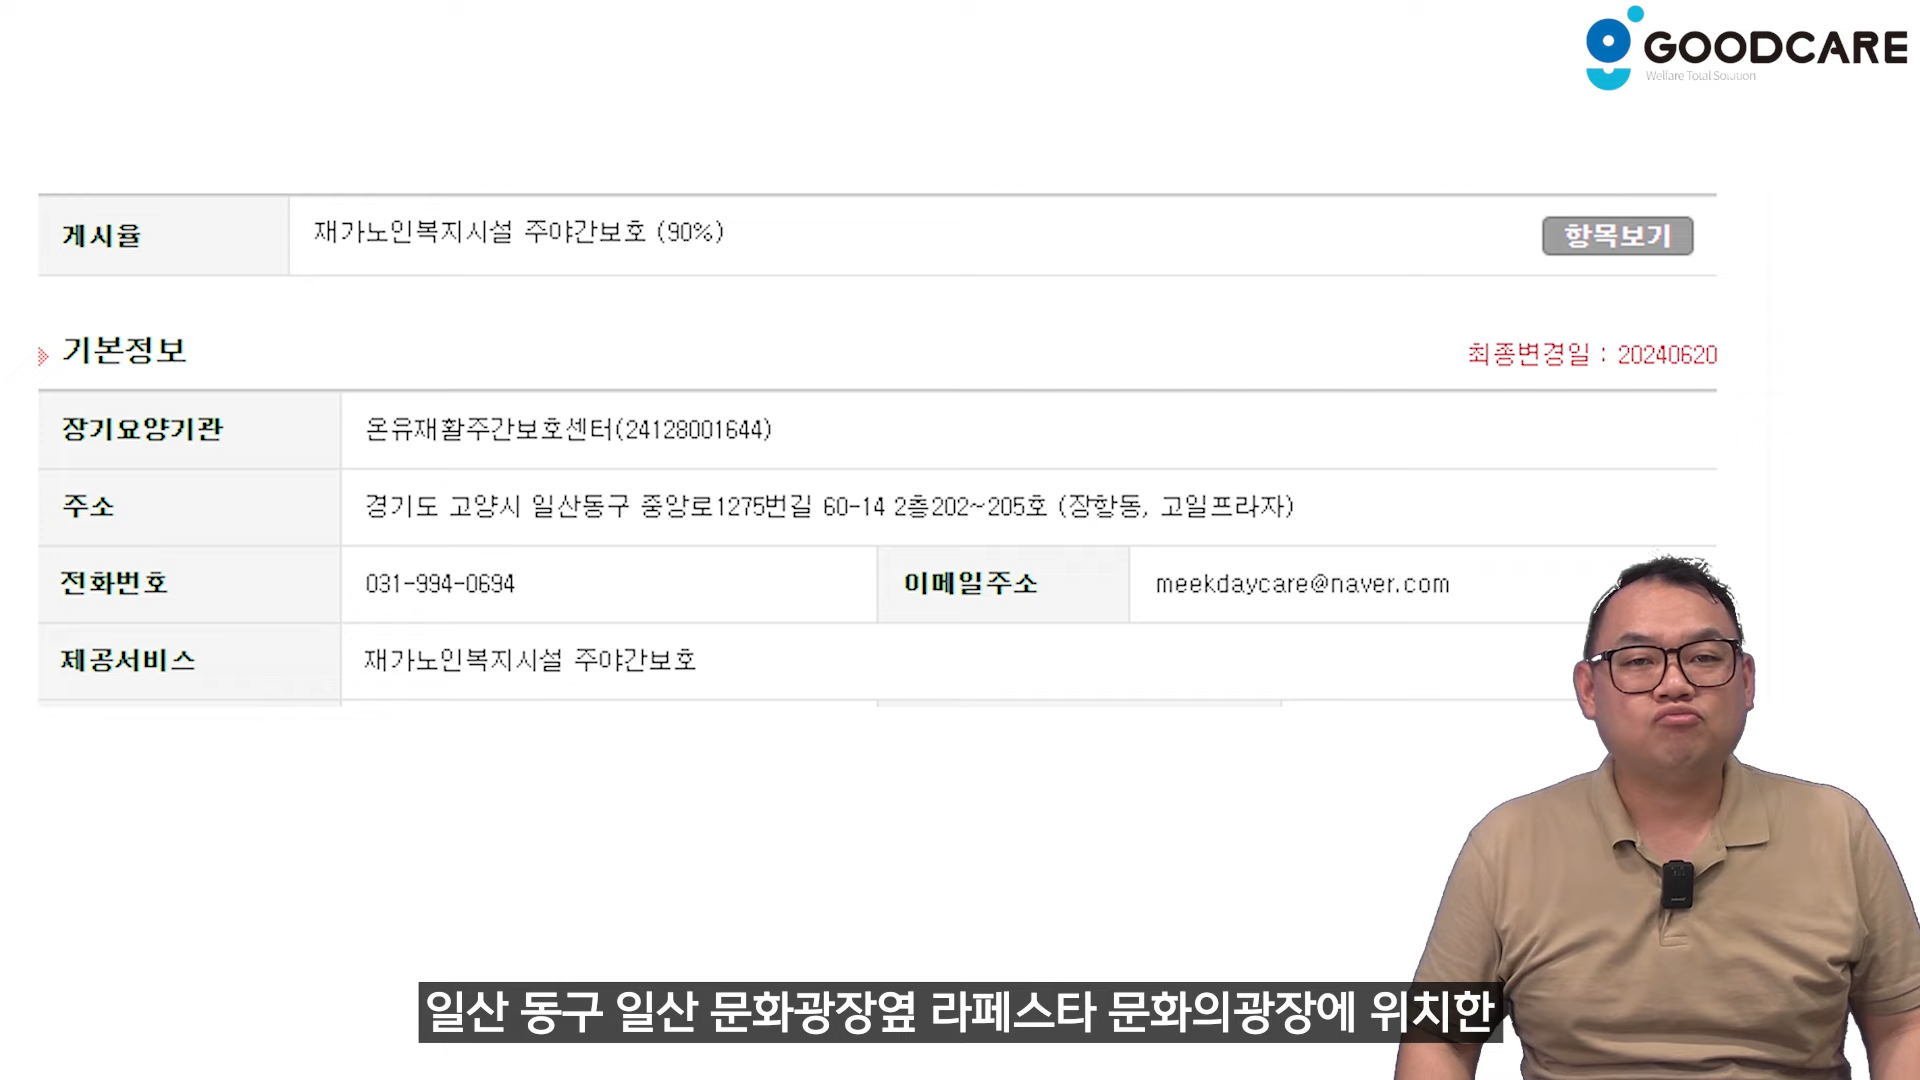 GOODCARE
Welfare Total Solution
게시율 재가노인복지시설 주야간보호 (90%) 항목보기
기본정보 최종변경일 : 20240620
장기요양기관 온유재활주간보호센터(24128001644)
주소 경기도 고양시 일산동구 중앙로1275번길 60-14 2층202~205호 (장항동, 고일프라자)
전화번호 031-994-0694 이메일주소 meekdaycare@naver.com
제공서비스 재가노인복지시설 주야간보호
일산 동구 일산 문화광장옆 라페스타 문화의광장에 위치한